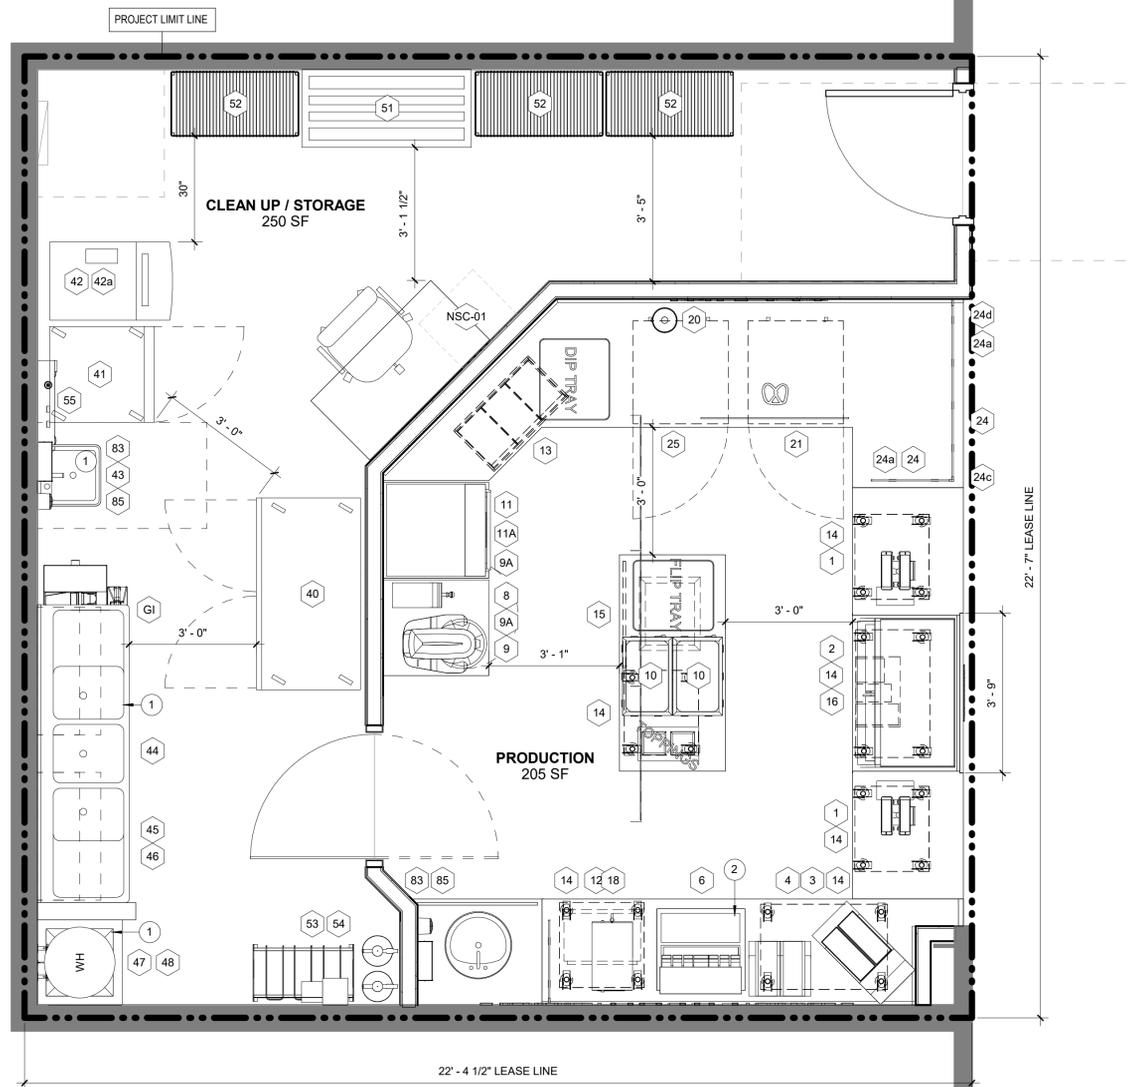 PROJECT LIMIT LINE
52
51
52
52
30"
CLEAN UP / STORAGE
250 SF
3' - 1 1/2"
3' - 5"
42
42a
NSC-01
20
24d
24a
DIP TRAY
41
55
3' - 0"
24
83
1
43
85
13
25
21
24a
24
24c
3' - 0"
11
11A
9A
14
1
22' - 7" LEASE LINE
40
8
9A
9
FLIP TRAY
15
GI
3' - 0"
3' - 0"
3' - 1"
2
14
16
10
10
3' - 9"
1
14
TOPPINGS
44
PRODUCTION
205 SF
45
46
1
14
83
85
14
12
18
6
2
4
3
14
53
54
1
WH
47
48
22' - 4 1/2" LEASE LINE